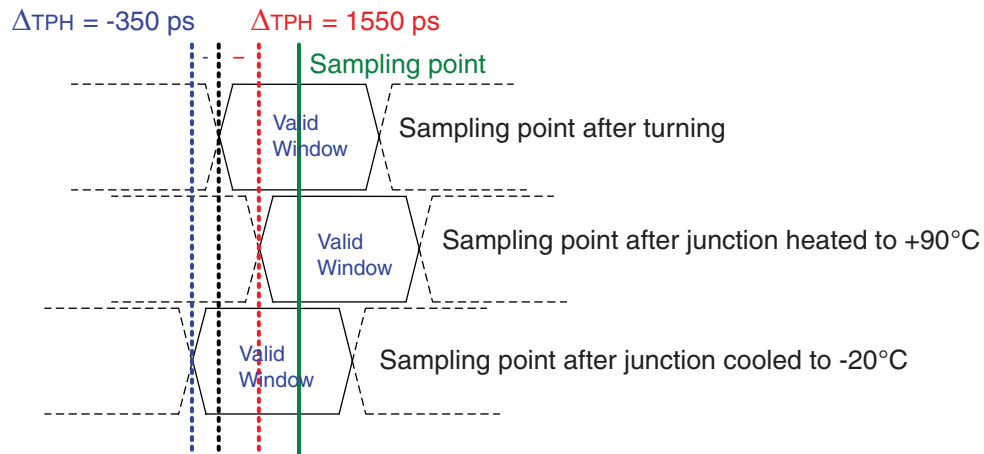 ΔTPH = -350 ps
ΔTPH = 1550 ps
- –
Sampling point
Valid
Window
Sampling point after turning
Valid
Window
Sampling point after junction heated to +90°C
Valid
Window
Sampling point after junction cooled to -20°C